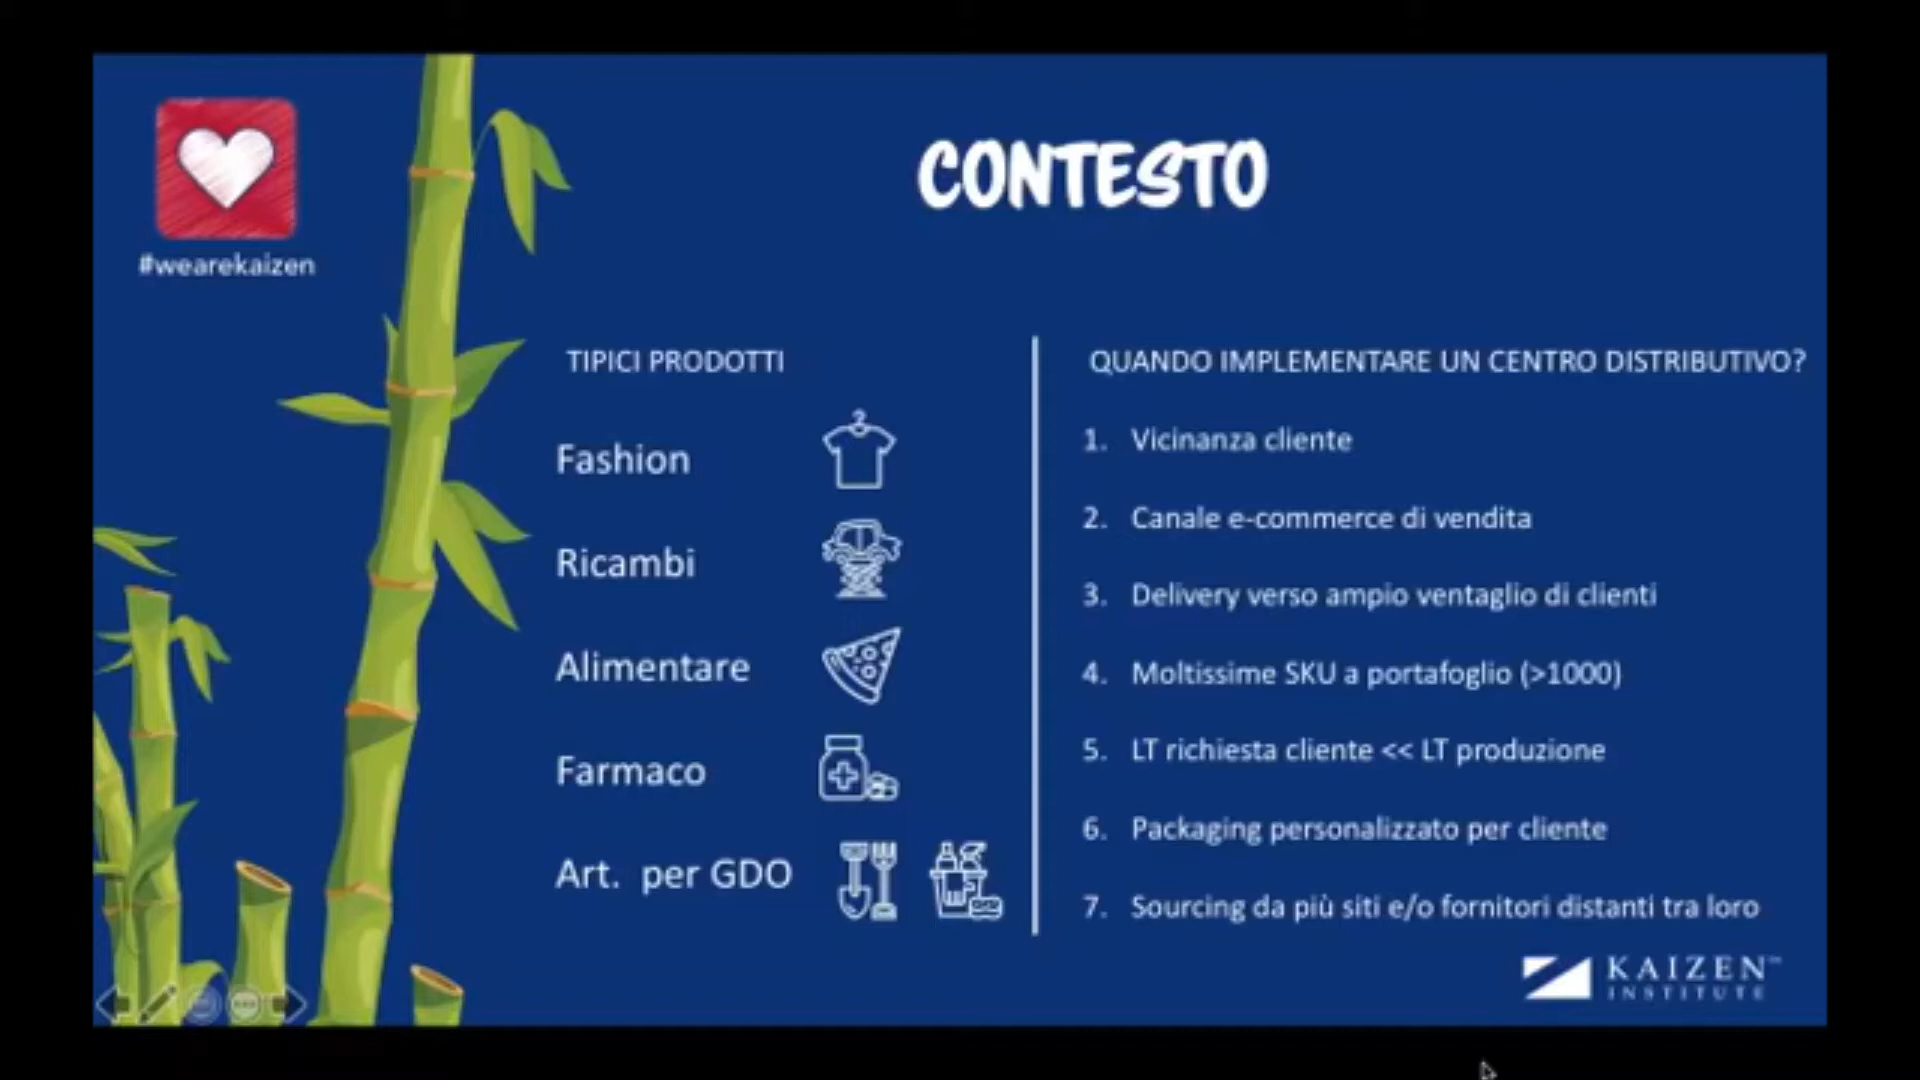 #wearekaizen
CONTESTO
TIPICI PRODOTTI
Fashion
Ricambi
Alimentare
Farmaco
Art. per GDO
QUANDO IMPLEMENTARE UN CENTRO DISTRIBUTIVO?
1. Vicinanza cliente
2. Canale e-commerce di vendita
3. Delivery verso ampio ventaglio di clienti
4. Moltissime SKU a portafoglio (>1000)
5. LT richiesta cliente << LT produzione
6. Packaging personalizzato per cliente
7. Sourcing da più siti e/o fornitori distanti tra loro
KAIZEN™
INSTITUTE